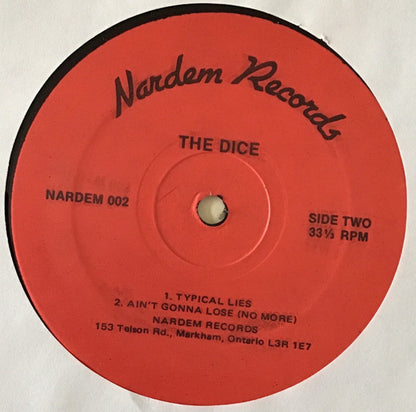 Nardem Records
THE DICE
NARDEM 002
SIDE TWO
33⅓ RPM
1. TYPICAL LIES
2. AIN'T GONNA LOSE (NO MORE)
NARDEM RECORDS
153 Telson Rd., Markham, Ontario L3R 1E7